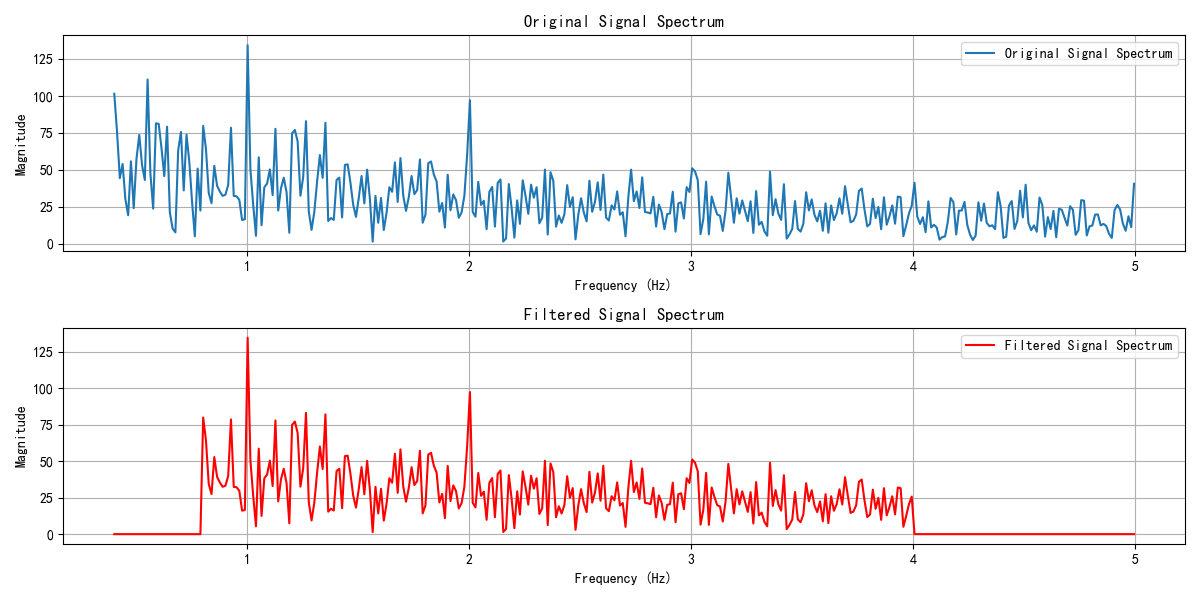 Original Signal Spectrum
Original Signal Spectrum
Magnitude
125
100
75
50
25
0
1 2 3 4 5
Frequency (Hz)
Filtered Signal Spectrum
Filtered Signal Spectrum
Magnitude
125
100
75
50
25
0
1 2 3 4 5
Frequency (Hz)